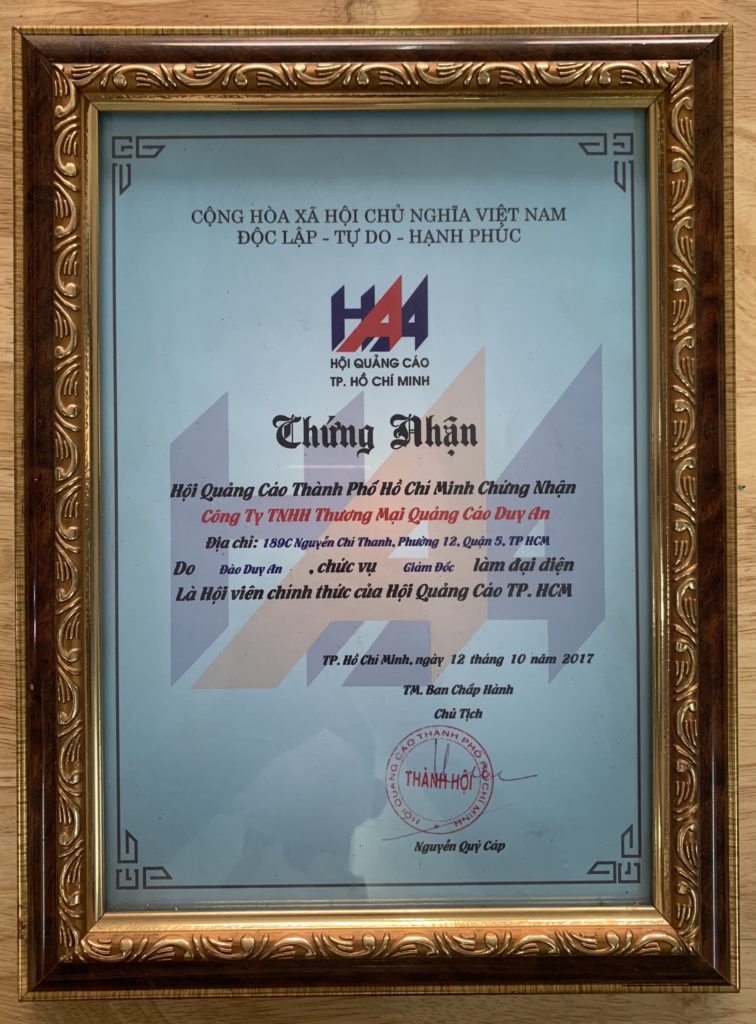 CỘNG HÒA XÃ HỘI CHỦ NGHĨA VIỆT NAM
ĐỘC LẬP - TỰ DO - HẠNH PHÚC
HAA
HỘI QUẢNG CÁO
TP. HỒ CHÍ MINH
Chứng Nhận
Hội Quảng Cáo Thành Phố Hồ Chí Minh Chứng Nhận
Công Ty TNHH Thương Mại Quảng Cáo Duy An
Địa chỉ: 189C Nguyễn Chí Thanh, Phường 12, Quận 5, TP HCM
Do Đào Duy An , chức vụ Giám Đốc làm đại diện
Là Hội viên chính thức của Hội Quảng Cáo TP. HCM
TP. Hồ Chí Minh, ngày 12 tháng 10 năm 2017
TM. Ban Chấp Hành
Chủ Tịch
HỘI QUẢNG CÁO THÀNH PHỐ HỒ CHÍ MINH
THÀNH HỘI
Nguyễn Quý Cáp